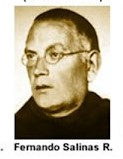 . Fernando Salinas R.